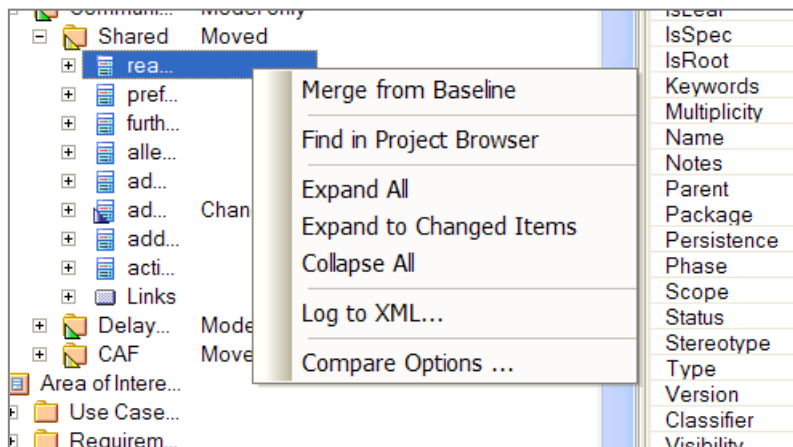 Shared Moved
rea...
pref...
furth...
alle...
ad...
ad... Chan
add...
acti...
Links
Delay... Mode
CAF Move
Area of Intere...
Use Case...
Requirem...
Merge from Baseline
Find in Project Browser
Expand All
Expand to Changed Items
Collapse All
Log to XML...
Compare Options ...
IsLeaf
IsSpec
IsRoot
Keywords
Multiplicity
Name
Notes
Parent
Package
Persistence
Phase
Scope
Status
Stereotype
Type
Version
Classifier
Visibility